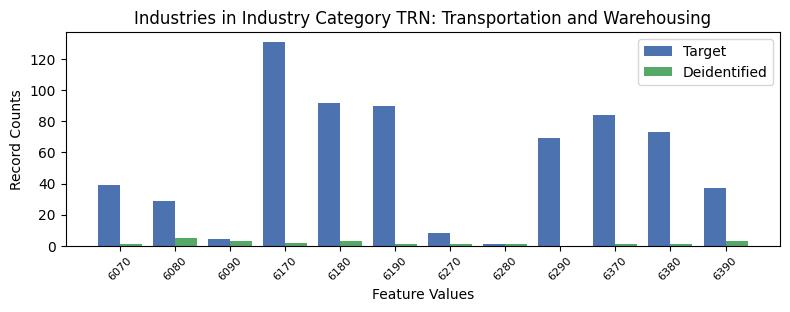 Industries in Industry Category TRN: Transportation and Warehousing
Target
Deidentified
Record Counts
120
100
80
60
40
20
0
6070 6080 6090 6170 6180 6190 6270 6280 6290 6370 6380 6390
Feature Values